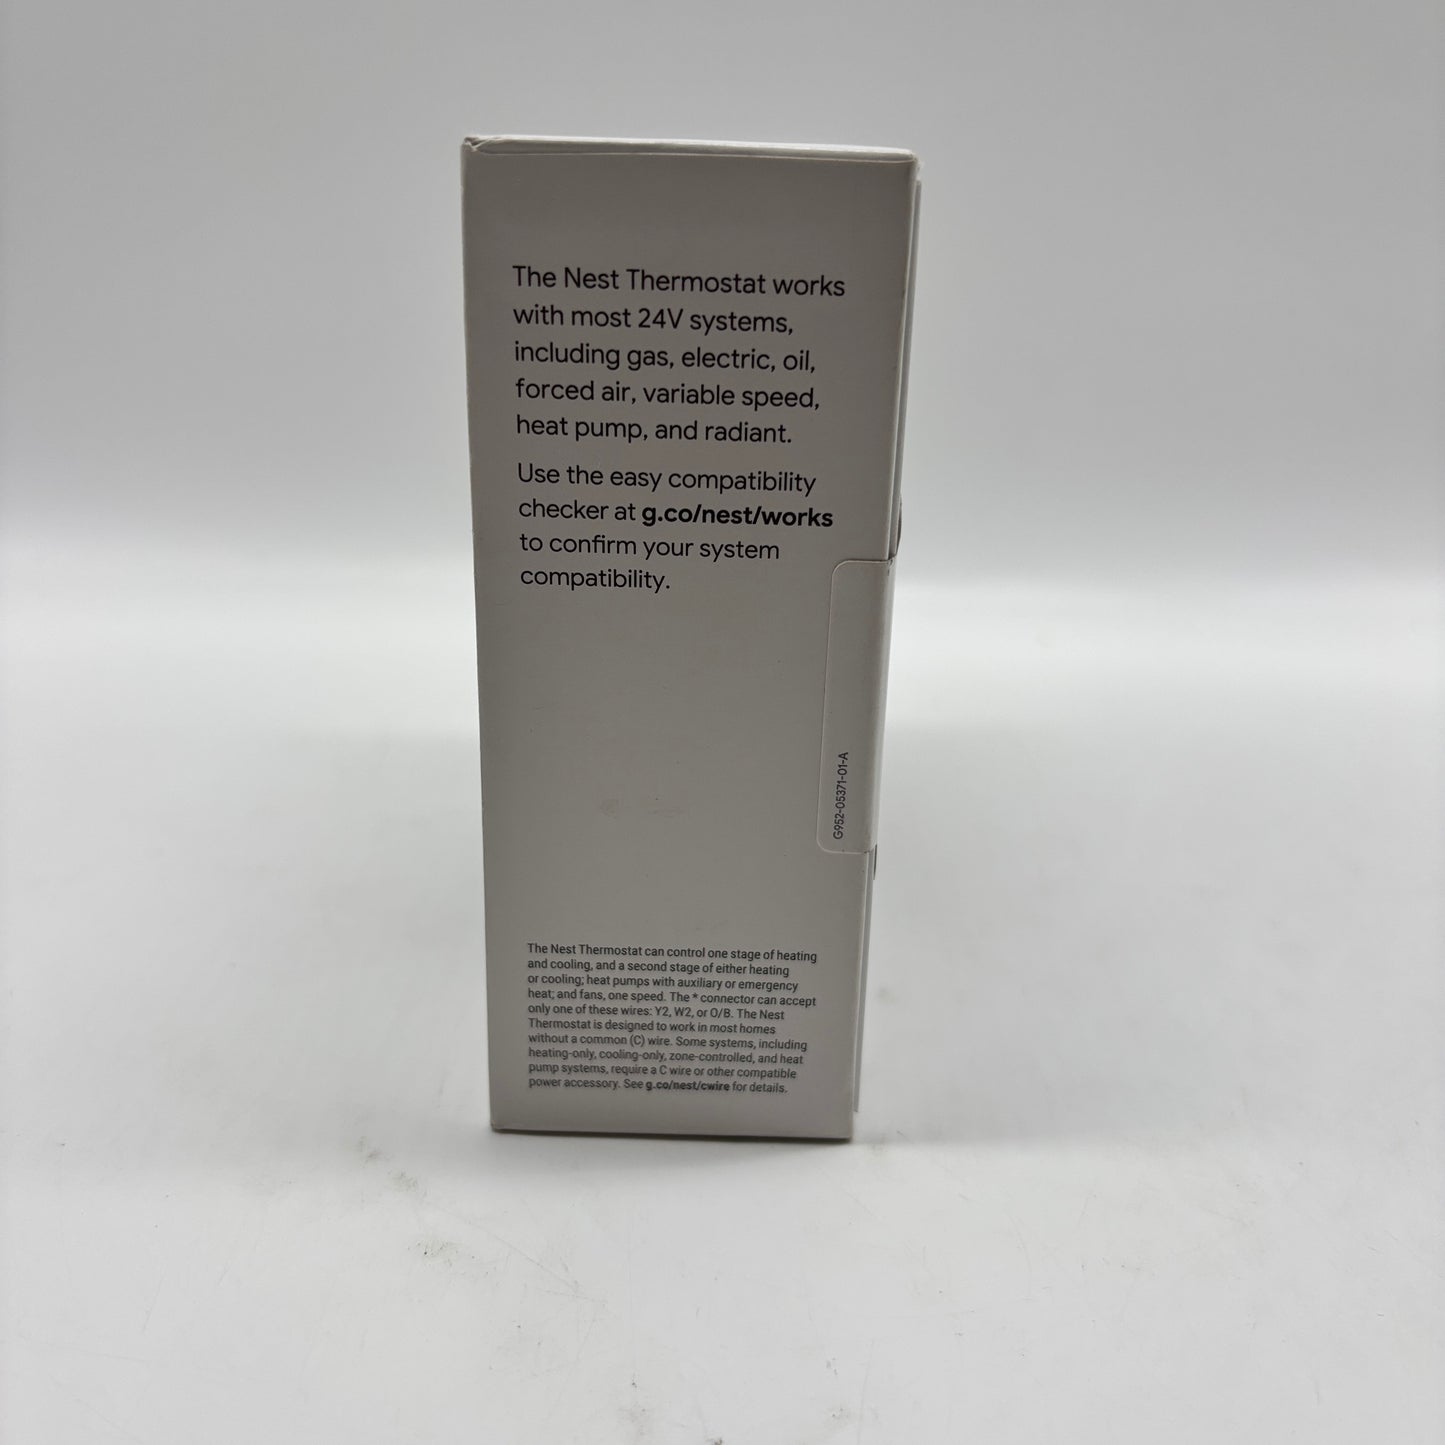 The Nest Thermostat works
with most 24V systems,
including gas, electric, oil,
forced air, variable speed,
heat pump, and radiant.
Use the easy compatibility
checker at g.co/nest/works
to confirm your system
compatibility.
G952-05371-01-A
The Nest Thermostat can control one stage of heating
and cooling, and a second stage of either heating
or cooling; heat pumps with auxiliary or emergency
heat; and fans, one speed. The * connector can accept
only one of these wires: Y2, W2, or O/B. The Nest
Thermostat is designed to work in most homes
without a common (C) wire. Some systems, including
heating-only, cooling-only, zone-controlled, and heat
pump systems, require a C wire or other compatible
power accessory. See g.co/nest/cwire for details.